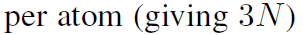 per atom (giving 3N)